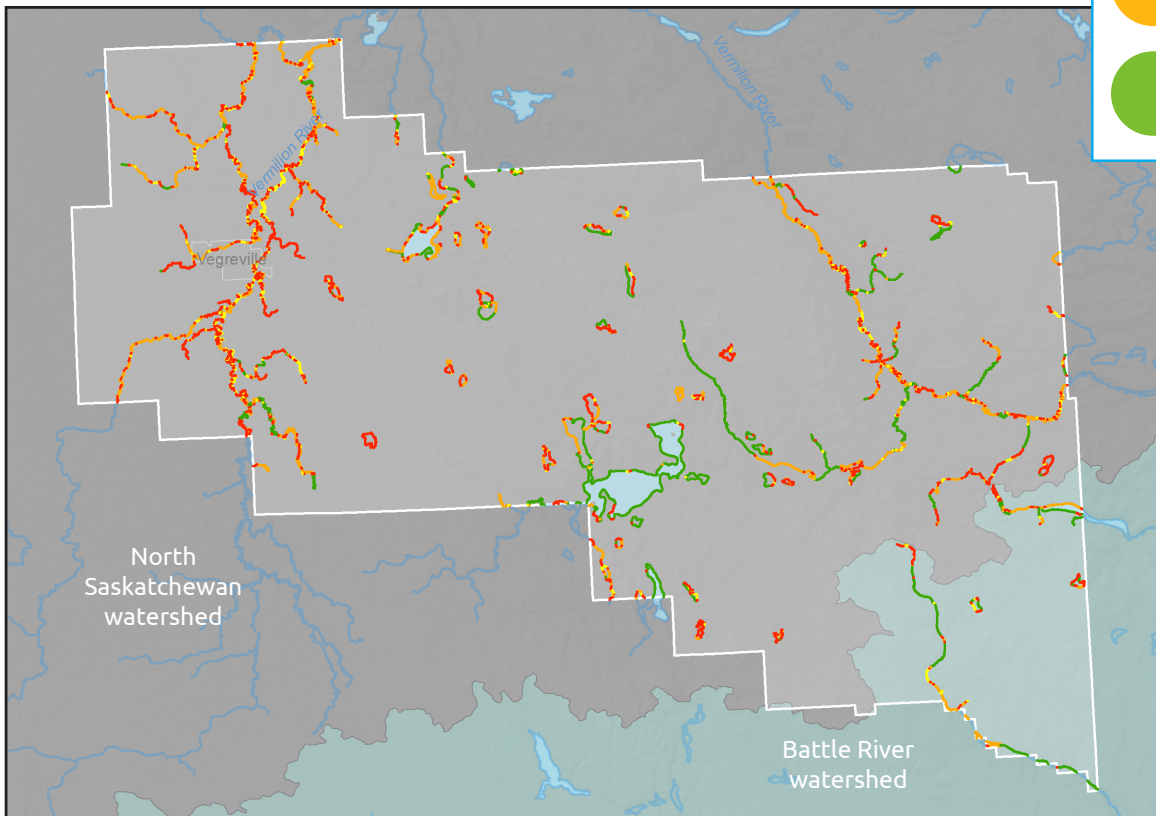 Vermilion River
Vermilion River
Vegreville
North
Saskatchewan
watershed
Battle River
watershed